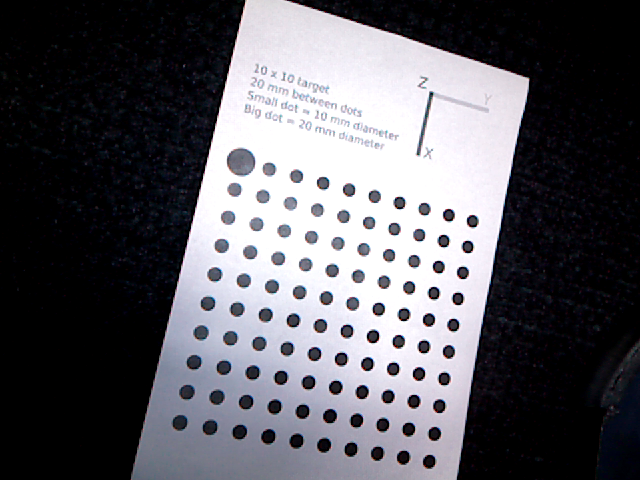 10 x 10 target
20 mm between dots
Small dot = 10 mm diameter
Big dot = 20 mm diameter
Z
Y
X